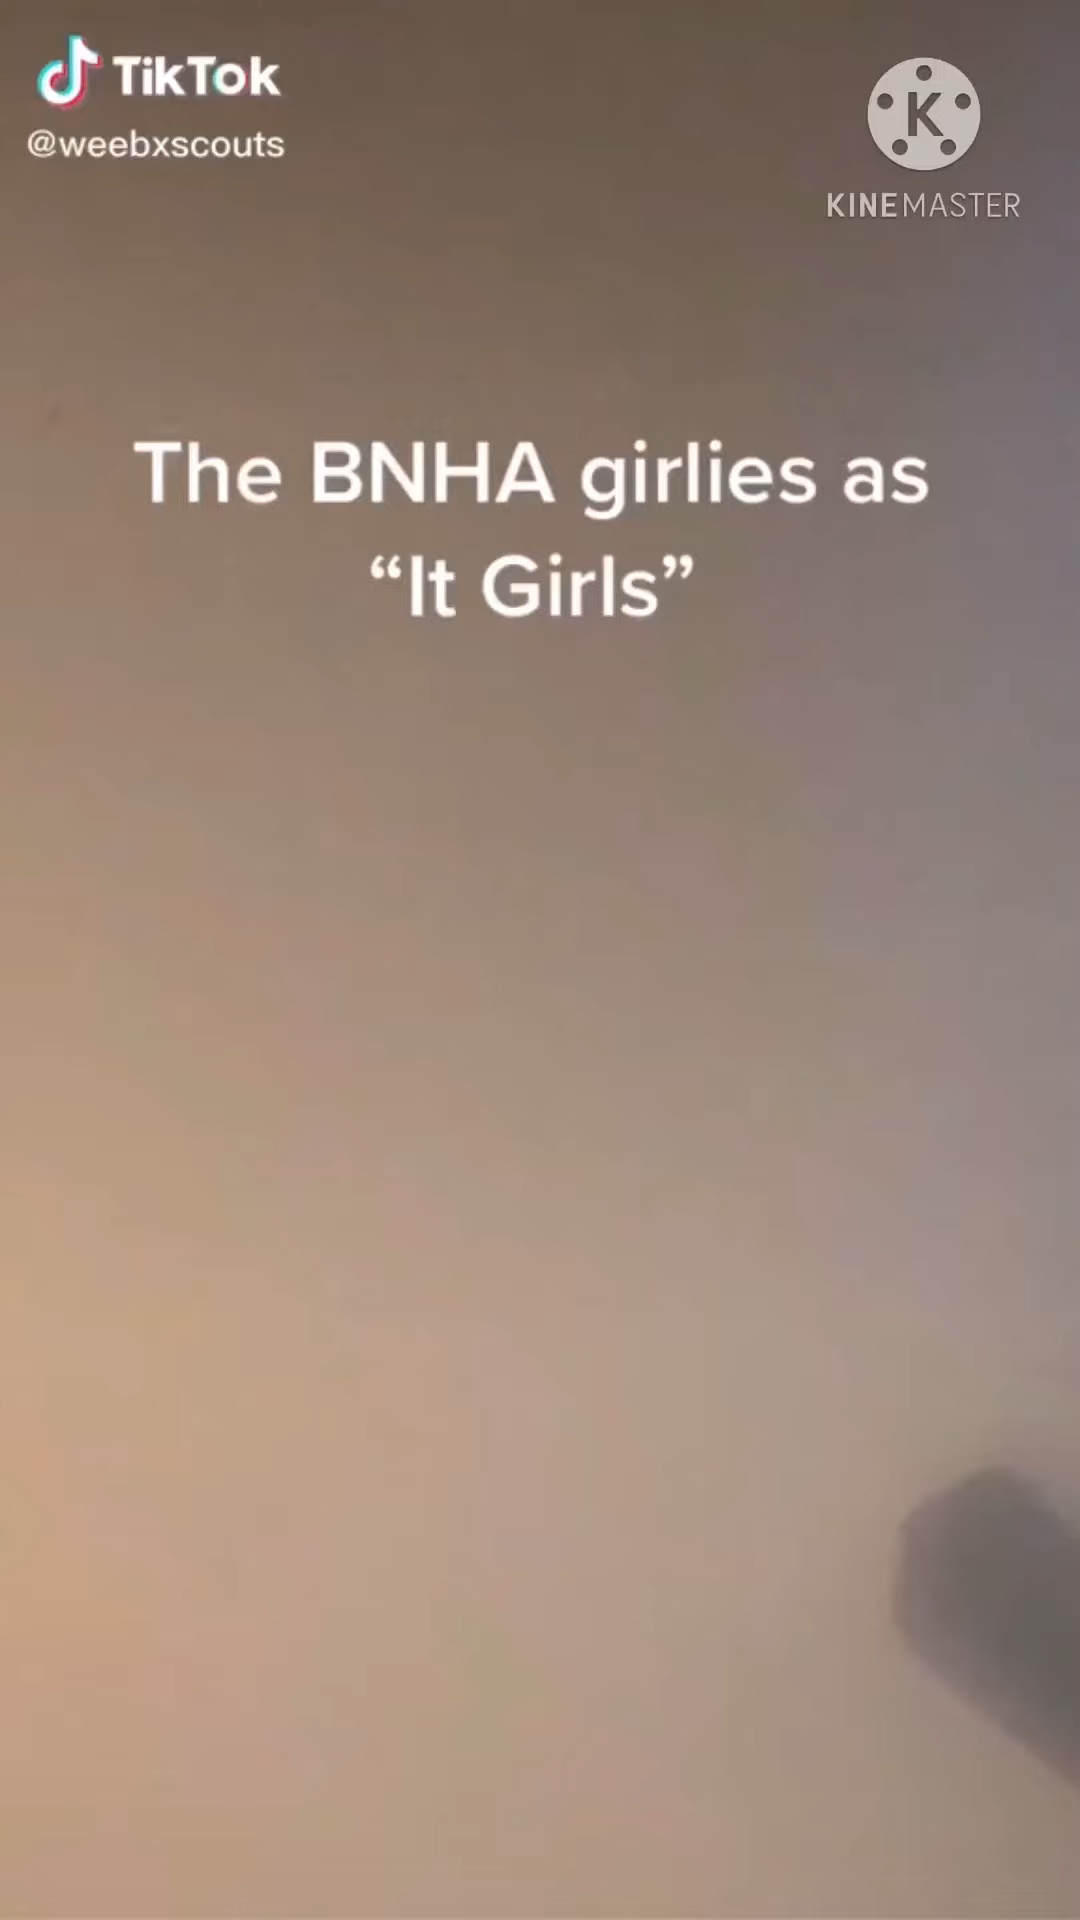 TikTok
@weebxscouts
K
KINEMASTER
The BNHA girlies as
“It Girls”